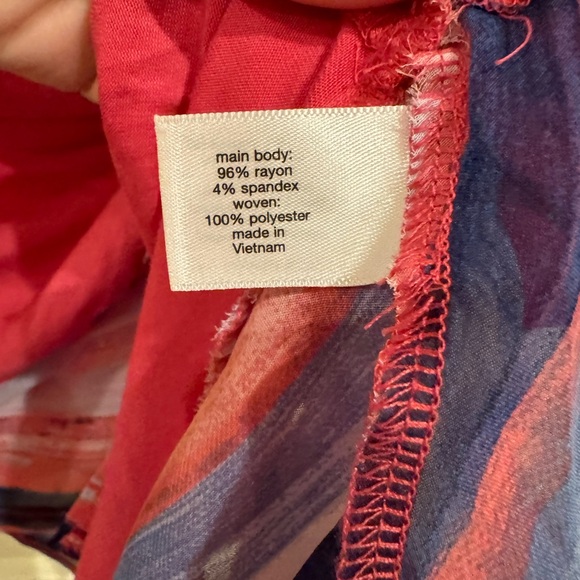 main body:
96% rayon
4% spandex
woven:
100% polyester
made in
Vietnam